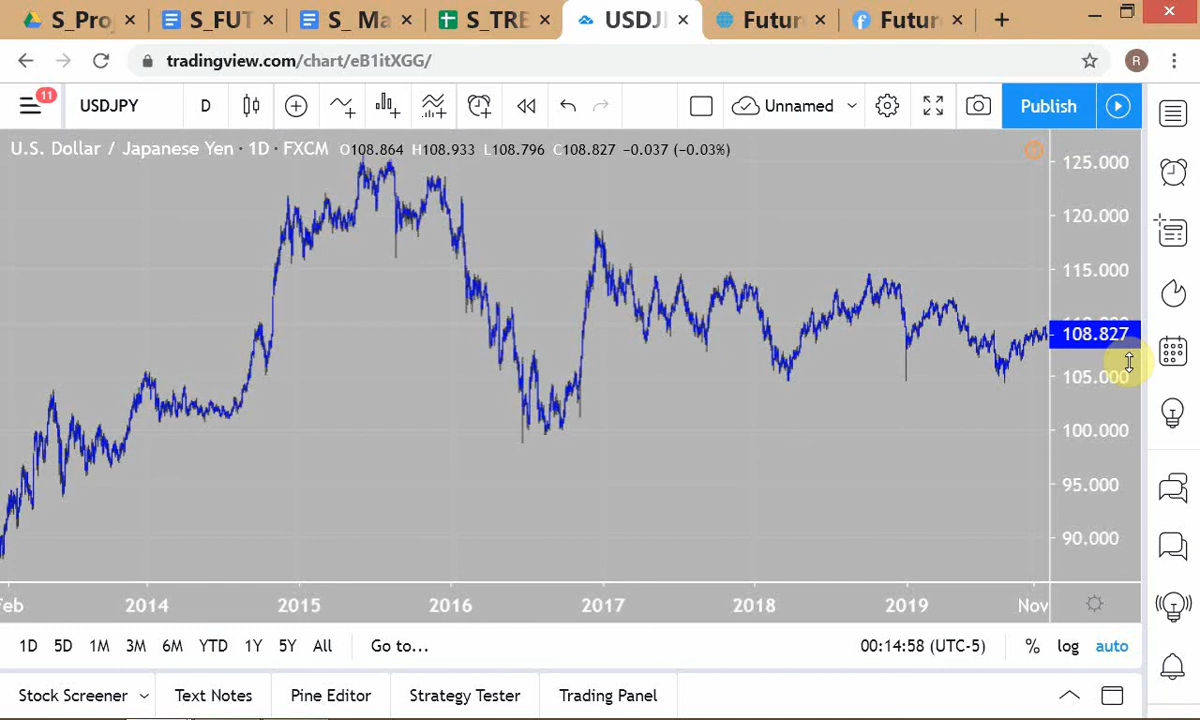 S_Proj
S_FUT
S_ Ma
S_TRE
USDJ
Futur
Futur
tradingview.com/chart/eB1itXGG/
R
11
USDJPY
D
Unnamed
Publish
U.S. Dollar / Japanese Yen · 1D · FXCM O108.864 H108.933 L108.796 C108.827 −0.037 (−0.03%)
125.000
120.000
115.000
108.827
105.000
100.000
95.000
90.000
Feb 2014 2015 2016 2017 2018 2019 Nov
1D 5D 1M 3M 6M YTD 1Y 5Y All Go to... 00:14:58 (UTC-5) % log auto
Stock Screener Text Notes Pine Editor Strategy Tester Trading Panel